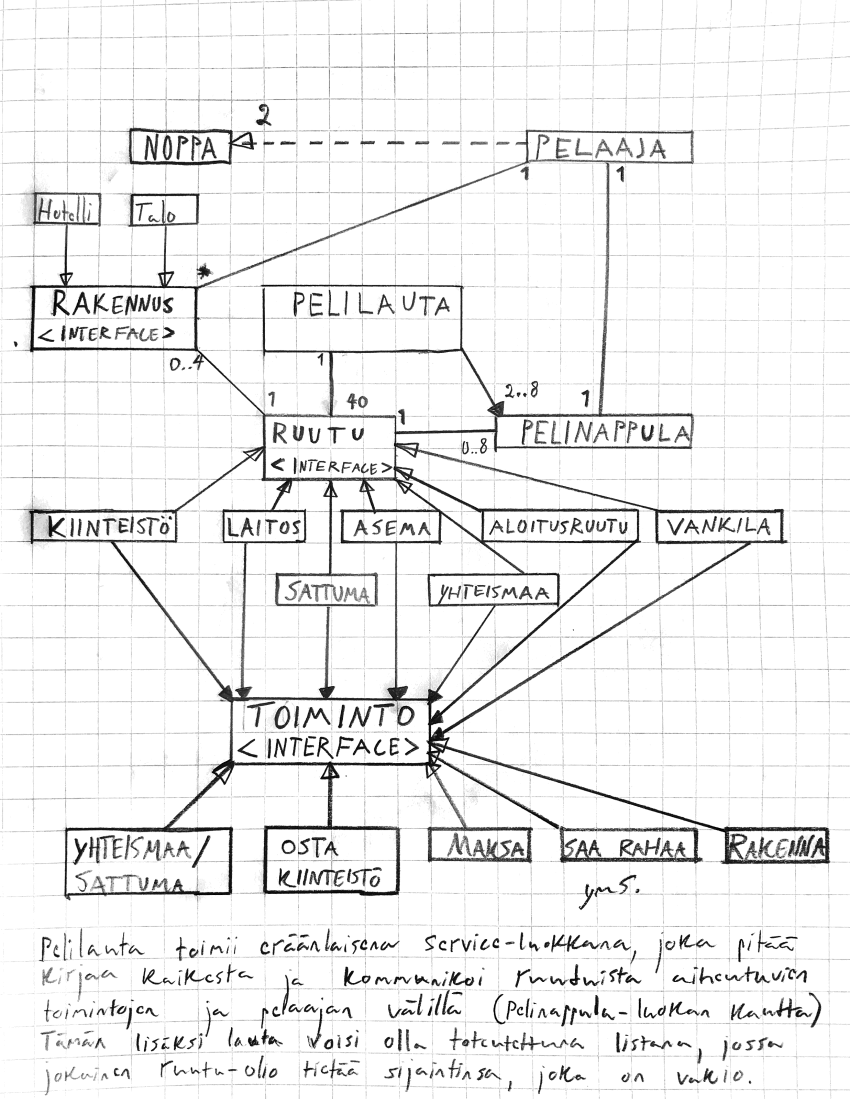 2
NOPPA
PELAAJA
1
1
Hotelli
Talo
*
RAKENNUS
<INTERFACE>
PELILAUTA
0..4
1
2..8
1
40
1
1
RUUTU
<INTERFACE>
0..8
PELINAPPULA
KIINTEISTÖ
LAITOS
ASEMA
ALOITUSRUUTU
VANKILA
SATTUMA
YHTEISMAA
TOIMINTO
<INTERFACE>
YHTEISMAA/
SATTUMA
OSTA
KIINTEISTÖ
MAKSA
SAA RAHAA
RAKENNA
yms.
Pelilauta toimii eräänlaisena service-luokkana, joka pitää
kirjaa kaikesta ja kommunikoi ruuduista aiheutuvien
toimintojen ja pelaajan välillä (Pelinappula-luokan kautta)
Tämän lisäksi lauta voisi olla toteutettuna listana, jossa
jokainen ruutu-olio tietää sijaintinsa, joka on vakio.